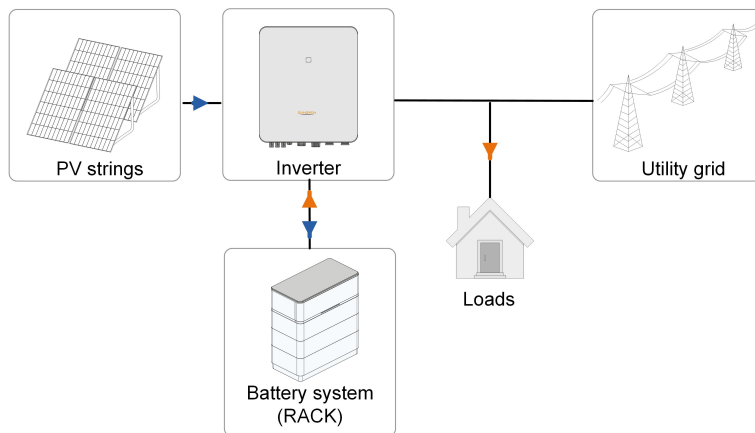 PV strings
Inverter
Utility grid
Loads
Battery system
(RACK)